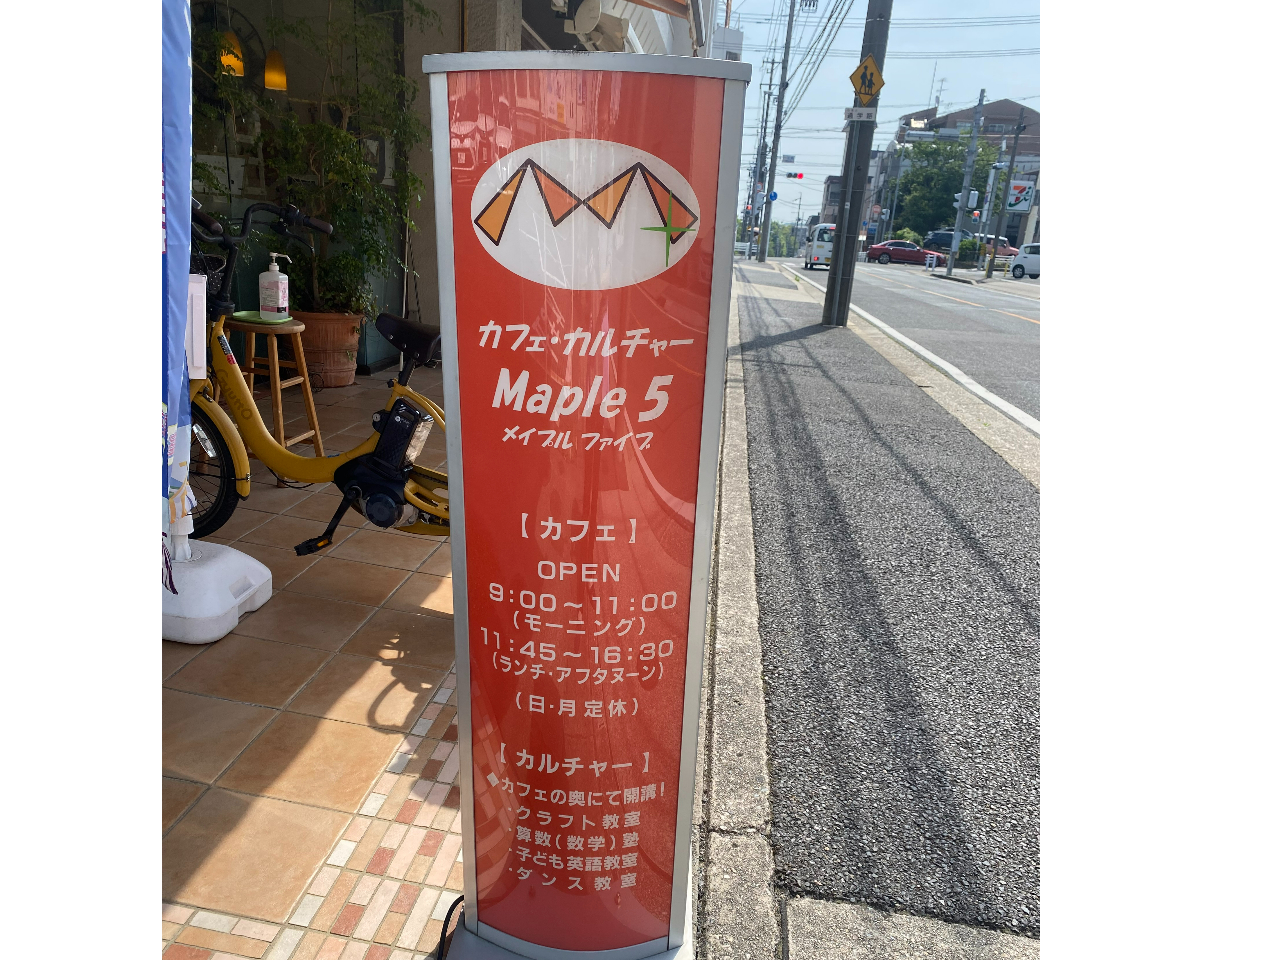 カフェ・カルチャー
Maple 5
メイプル ファイブ
【 カフェ 】
OPEN
9:00～11:00
(モーニング)
11:45～16:30
(ランチ・アフタヌーン)
(日・月定休)
【 カルチャー 】
◆カフェの奥にて開講!
・クラフト教室
・算数(数学)塾
・子ども英語教室
・ダンス教室